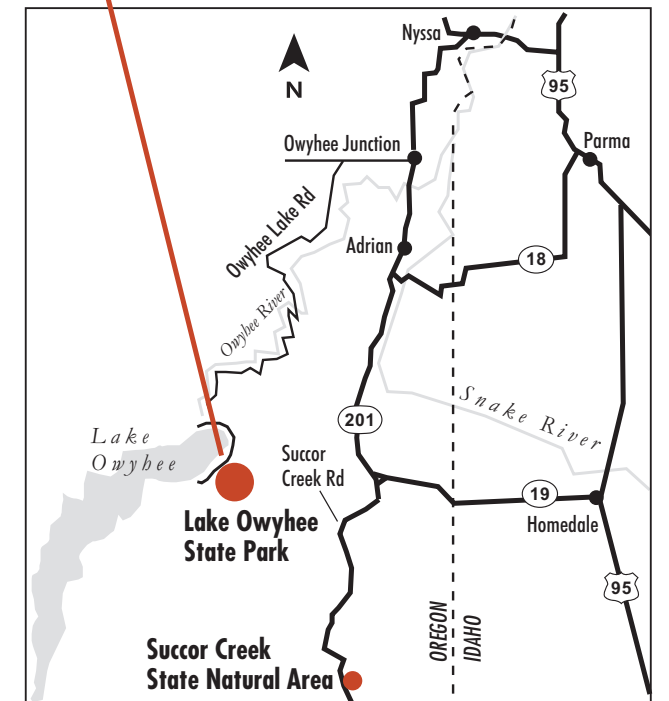 Nyssa
N
95
Owyhee Junction
Parma
Owyhee Lake Rd
Adrian
18
Owyhee River
Snake River
201
Lake
Owyhee
Succor
Creek Rd
19
Homedale
Lake Owyhee
State Park
95
OREGON
IDAHO
Succor Creek
State Natural Area